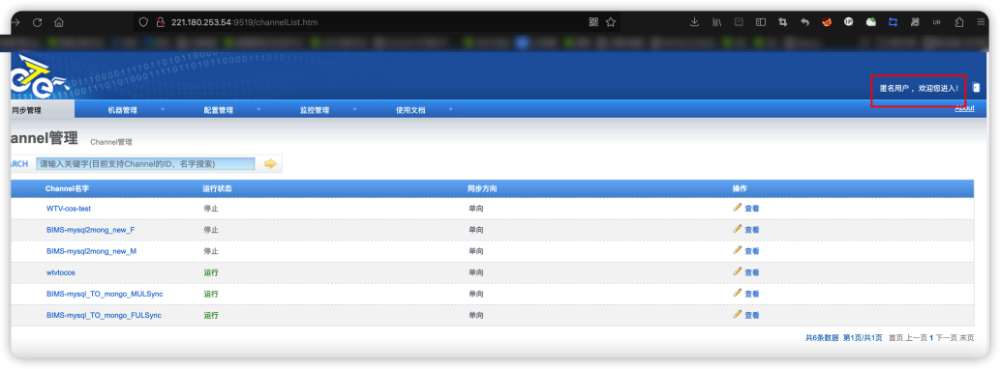 221.180.253.54:9519/channelList.htm
匿名用户 ，欢迎您进入!
同步管理 机器管理 配置管理 监控管理 使用文档 About
annel管理 Channel管理
ARCH 请输入关键字(目前支持Channel的ID、名字搜索)
Channel名字 运行状态 同步方向 操作
WTV-cos-test 停止 单向 查看
BIMS-mysql2mong_new_F 停止 单向 查看
BIMS-mysql2mong_new_M 停止 单向 查看
wtvtocos 运行 单向 查看
BIMS-mysql_TO_mongo_MULSync 运行 单向 查看
BIMS-mysql_TO_mongo_FULSync 运行 单向 查看
共6条数据 第1页/共1页 首页 上一页 1 下一页 末页